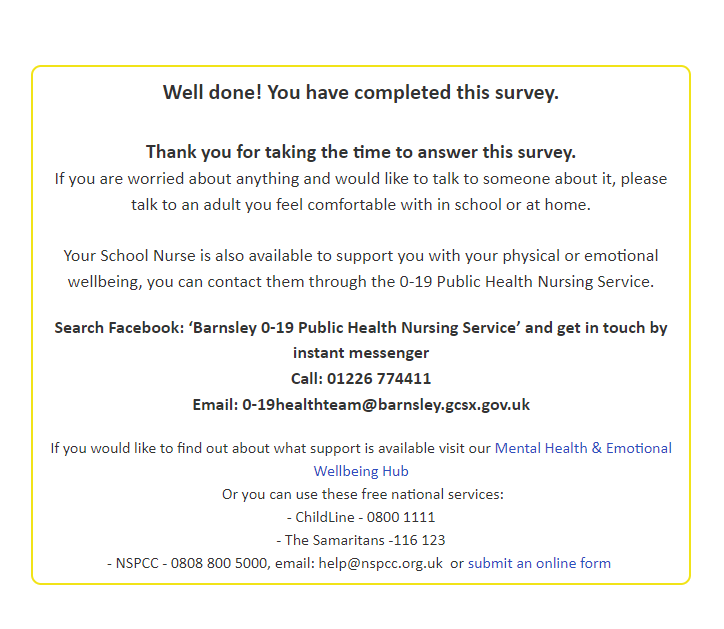 Well done! You have completed this survey.
Thank you for taking the time to answer this survey.
If you are worried about anything and would like to talk to someone about it, please
talk to an adult you feel comfortable with in school or at home.
Your School Nurse is also available to support you with your physical or emotional
wellbeing, you can contact them through the 0-19 Public Health Nursing Service.
Search Facebook: ‘Barnsley 0-19 Public Health Nursing Service’ and get in touch by
instant messenger
Call: 01226 774411
Email: 0-19healthteam@barnsley.gcsx.gov.uk
If you would like to find out about what support is available visit our Mental Health & Emotional
Wellbeing Hub
Or you can use these free national services:
- ChildLine - 0800 1111
- The Samaritans -116 123
- NSPCC - 0808 800 5000, email: help@nspcc.org.uk  or submit an online form